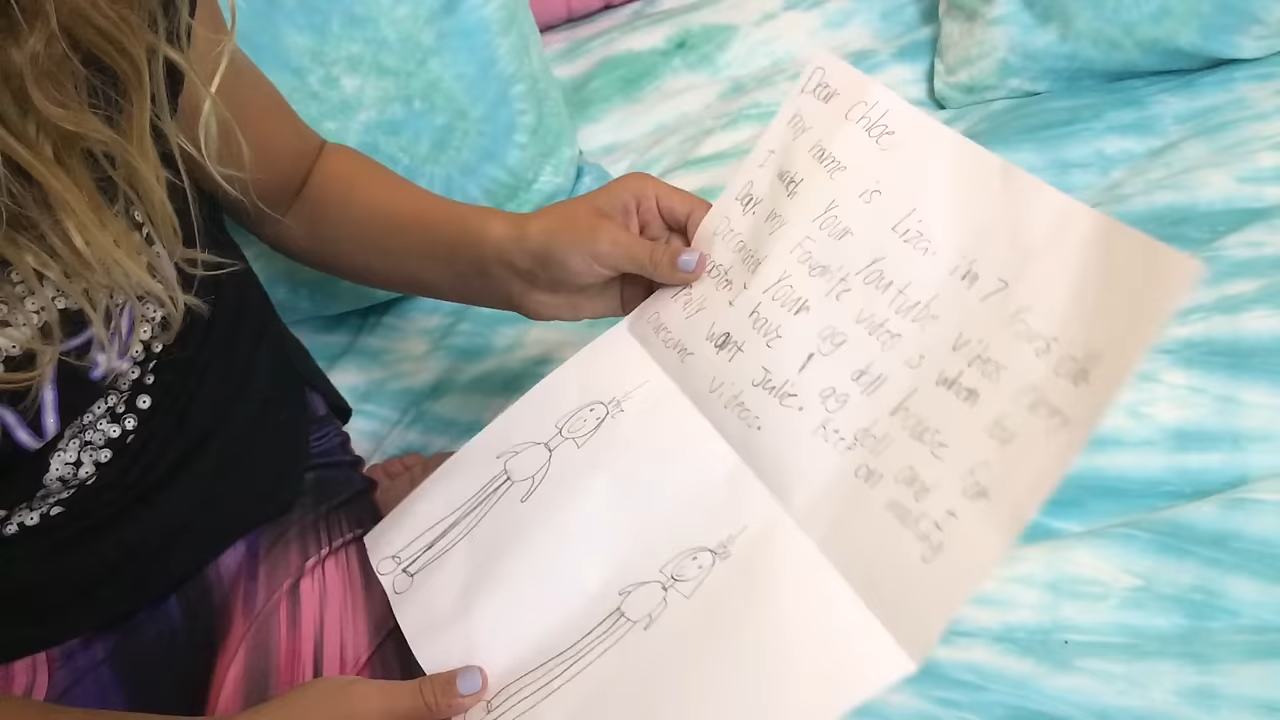 Dear Chloe,
my name is Liza. i'm 7 years old
I watch Your Youtube videos every
Day. my Favorite video is when
Decorated Your ag doll house for
easter. I have 1 ag doll and
really want Julie. keep on making
awesome videos.